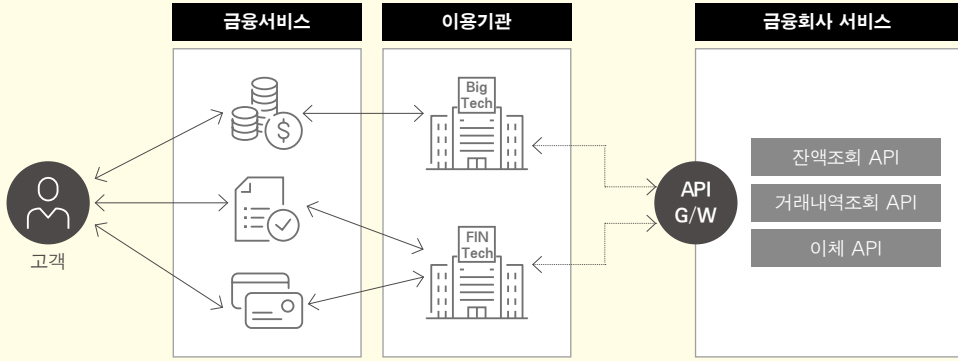 금융서비스
이용기관
금융회사 서비스
Big
Tech
$
고객
FIN
Tech
API
G/W
잔액조회 API
거래내역조회 API
이체 API